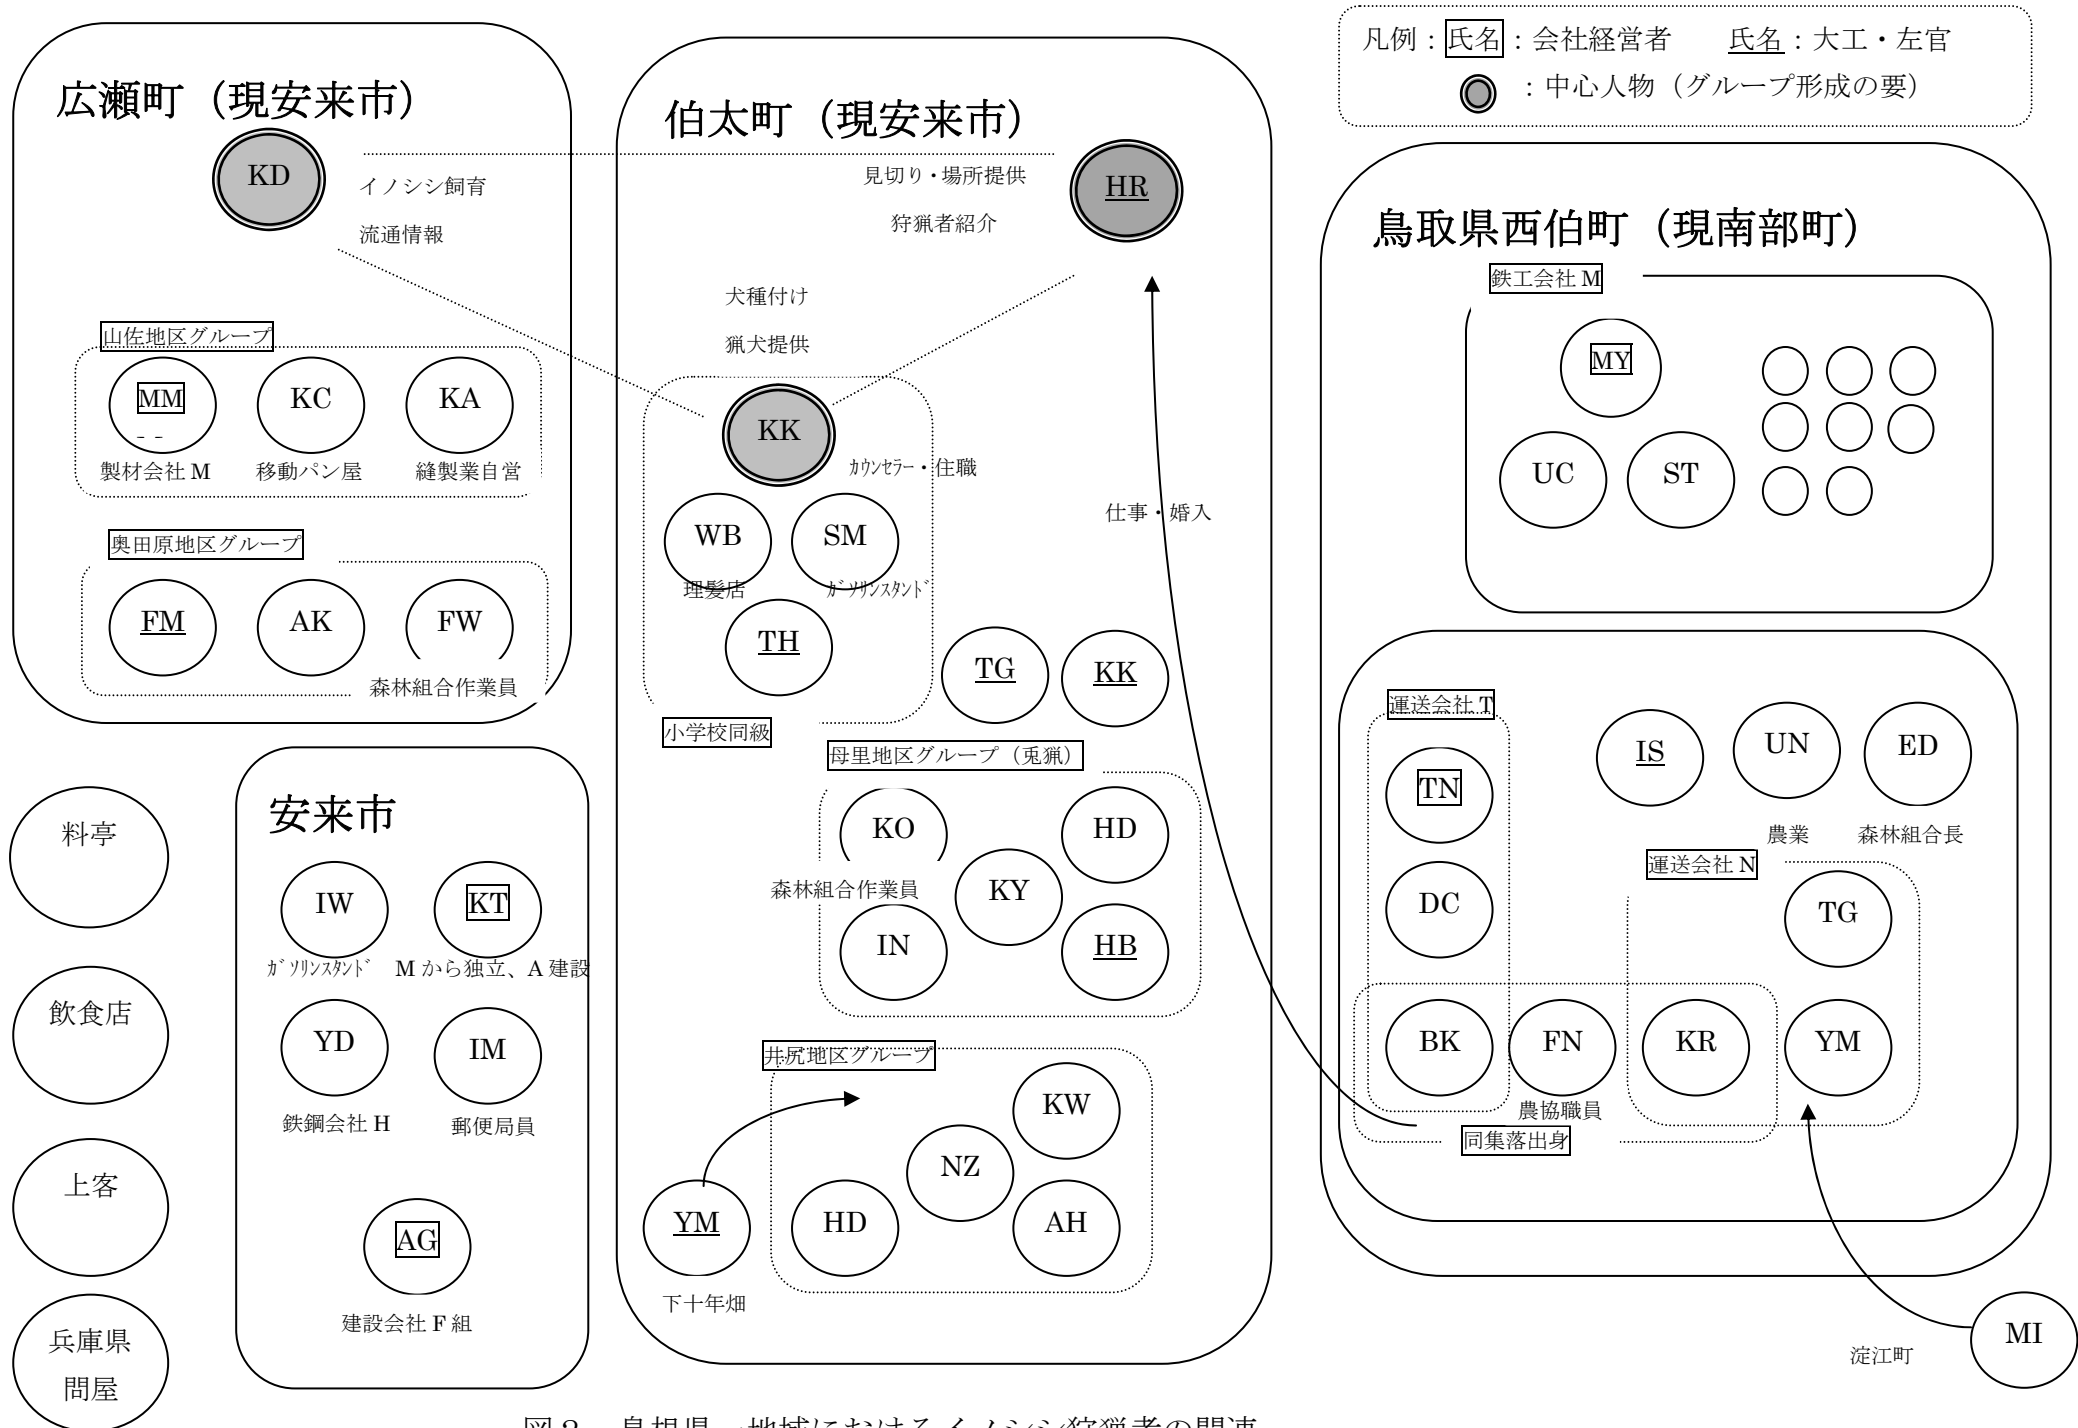 凡例：氏名：会社経営者　氏名：大工・左官
：中心人物（グループ形成の要）
広瀬町（現安来市）
KD
イノシシ飼育
流通情報
山佐地区グループ
MM
KC
KA
製材会社 M
移動パン屋
縫製業自営
奥田原地区グループ
FM
AK
FW
森林組合作業員
伯太町（現安来市）
見切り・場所提供
狩猟者紹介
HR
犬種付け
猟犬提供
KK
ｶｳﾝｾﾗｰ・住職
WB
SM
理髪店
ｶﾞｿﾘﾝｽﾀﾝﾄﾞ
TH
小学校同級
TG
KK
仕事・婚入
母里地区グループ（兎猟）
KO
HD
森林組合作業員
KY
IN
HB
井尻地区グループ
KW
NZ
YM
HD
AH
下十年畑
鳥取県西伯町（現南部町）
鉄工会社 M
MY
UC
ST
運送会社 T
TN
IS
UN
ED
農業
森林組合長
運送会社 N
DC
TG
BK
FN
KR
YM
農協職員
同集落出身
MI
淀江町
安来市
IW
KT
ｶﾞｿﾘﾝｽﾀﾝﾄﾞ
M から独立、A 建設
YD
IM
鉄鋼会社 H
郵便局員
AG
建設会社 F 組
料亭
飲食店
上客
兵庫県
問屋